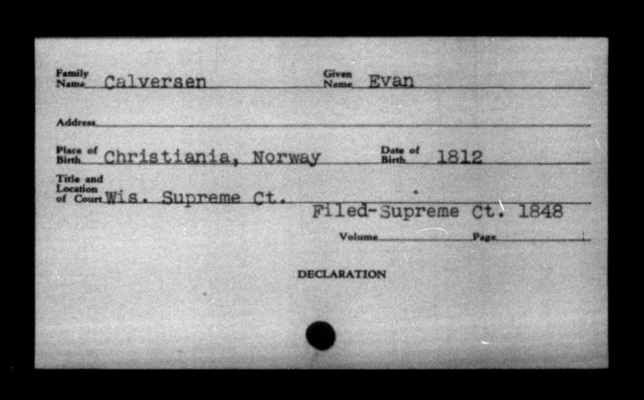 Family Name Calversen Given Name Evan
Address
Place of Birth Christiania, Norway Date of Birth 1812
Title and Location of Court Wis. Supreme Ct.
Filed-Supreme Ct. 1848
Volume Page
DECLARATION